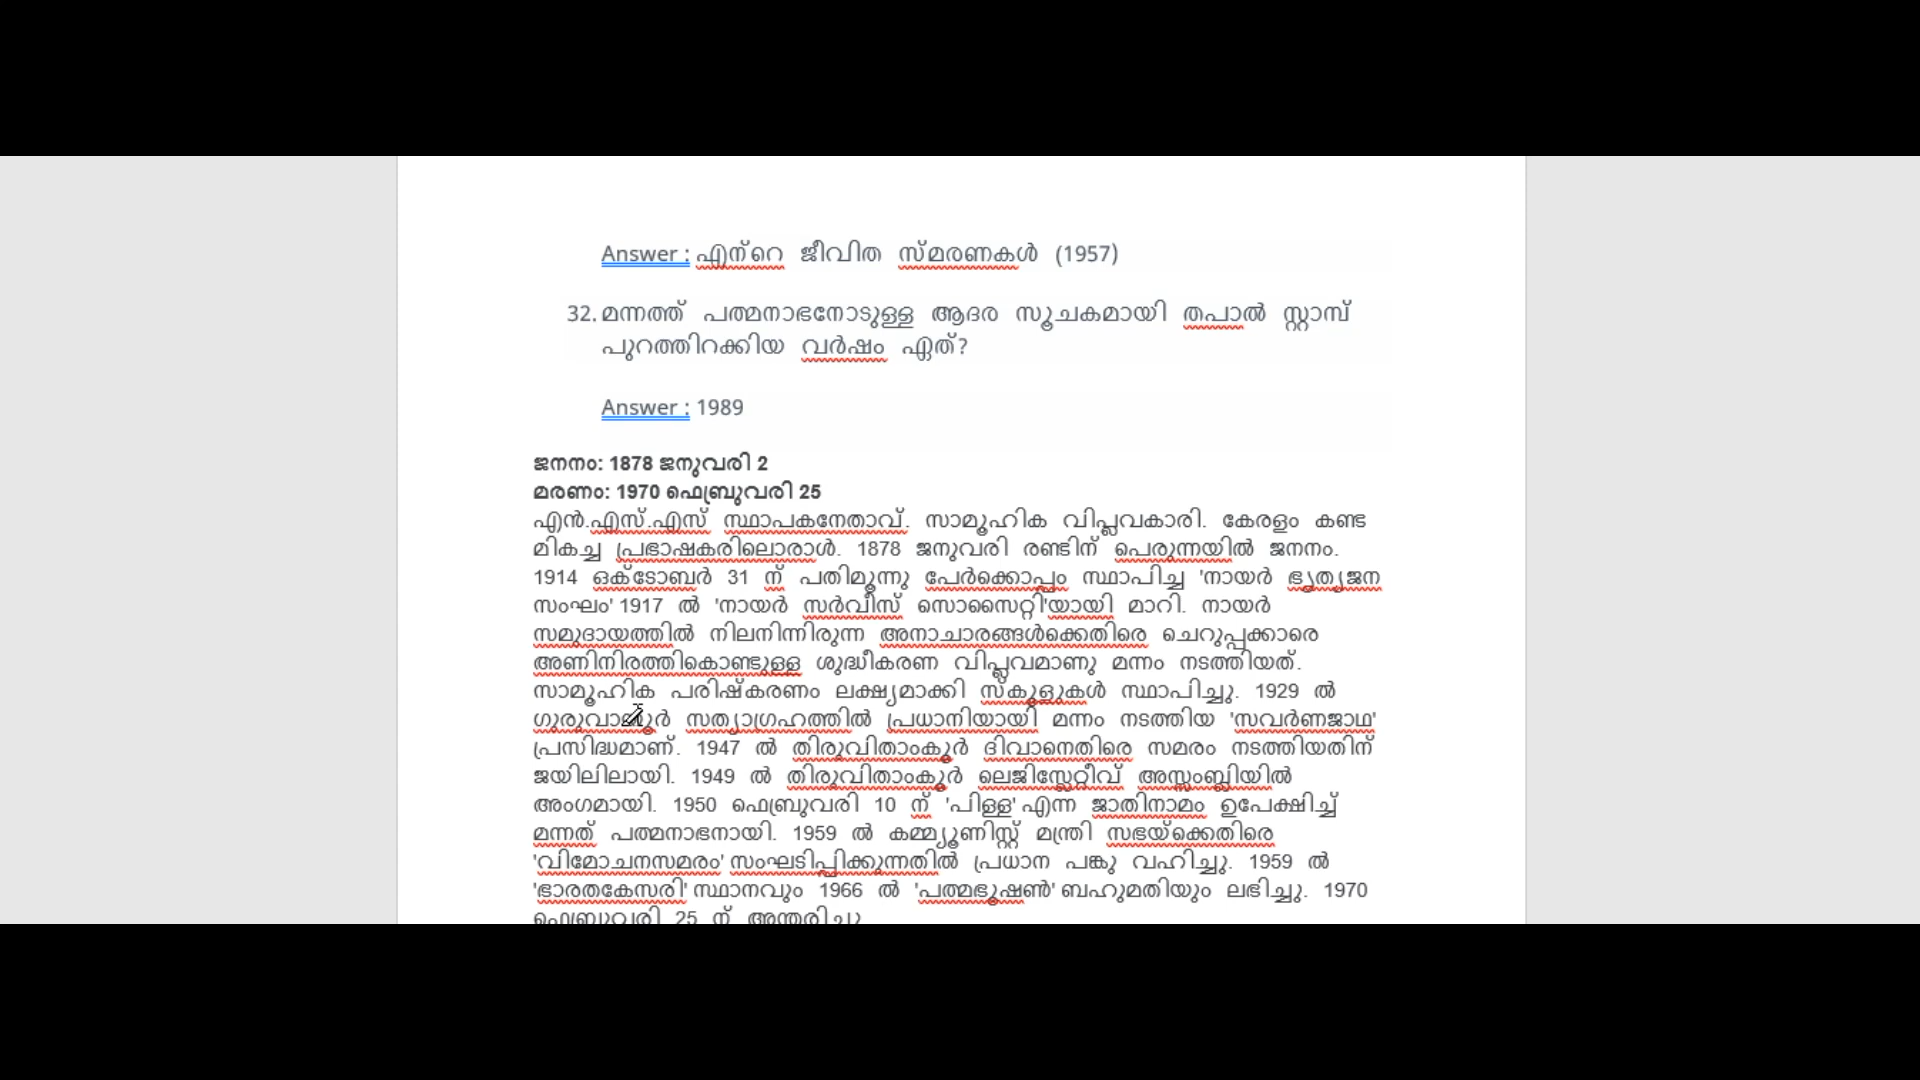 Answer : എന്റെ ജീവിത സ്മരണകൾ (1957)
32. മന്നത്ത് പത്മനാഭനോടുള്ള ആദര സൂചകമായി തപാൽ സ്റ്റാമ്പ്
പുറത്തിറക്കിയ വർഷം ഏത്?
Answer : 1989
ജനനം: 1878 ജനുവരി 2
മരണം: 1970 ഫെബ്രുവരി 25
എൻ.എസ്.എസ് സ്ഥാപകനേതാവ്. സാമൂഹിക വിപ്ലവകാരി. കേരളം കണ്ട
മികച്ച പ്രഭാഷകരിലൊരാൾ. 1878 ജനുവരി രണ്ടിന് പെരുന്നയിൽ ജനനം.
1914 ഒക്ടോബർ 31 ന് പതിമൂന്നു പേർക്കൊപ്പം സ്ഥാപിച്ച 'നായർ ഭൃത്യജന
സംഘം' 1917 ൽ 'നായർ സർവീസ് സൊസൈറ്റി'യായി മാറി. നായർ
സമുദായത്തിൽ നിലനിന്നിരുന്ന അനാചാരങ്ങൾക്കെതിരെ ചെറുപ്പക്കാരെ
അണിനിരത്തികൊണ്ടുള്ള ശുദ്ധീകരണ വിപ്ലവമാണു മന്നം നടത്തിയത്.
സാമൂഹിക പരിഷ്കരണം ലക്ഷ്യമാക്കി സ്കൂളുകൾ സ്ഥാപിച്ചു. 1929 ൽ
ഗുരുവായൂർ സത്യാഗ്രഹത്തിൽ പ്രധാനിയായി മന്നം നടത്തിയ 'സവർണജാഥ'
പ്രസിദ്ധമാണ്. 1947 ൽ തിരുവിതാംകൂർ ദിവാനെതിരെ സമരം നടത്തിയതിന്
ജയിലിലായി. 1949 ൽ തിരുവിതാംകൂർ ലെജിസ്ലേറ്റീവ് അസ്സംബ്ലിയിൽ
അംഗമായി. 1950 ഫെബ്രുവരി 10 ന് 'പിള്ള' എന്ന ജാതിനാമം ഉപേക്ഷിച്ച്
മന്നത് പത്മനാഭനായി. 1959 ൽ കമ്മ്യൂണിസ്റ്റ് മന്ത്രി സഭയ്ക്കെതിരെ
'വിമോചനസമരം' സംഘടിപ്പിക്കുന്നതിൽ പ്രധാന പങ്കു വഹിച്ചു. 1959 ൽ
'ഭാരതകേസരി' സ്ഥാനവും 1966 ൽ 'പത്മഭൂഷൺ' ബഹുമതിയും ലഭിച്ചു. 1970
ഫെബ്രുവരി 25 ന് അന്തരിച്ചു